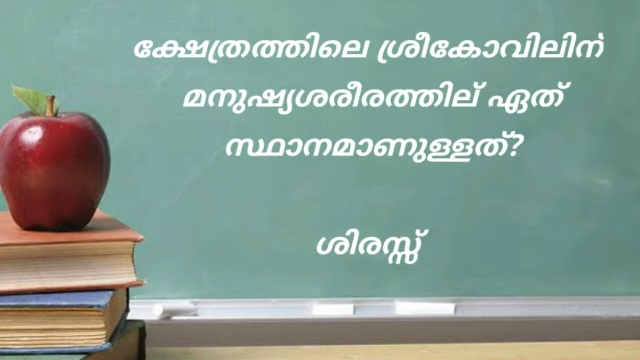 ക്ഷേത്രത്തിലെ ശ്രീകോവിലിന്
മനുഷ്യശരീരത്തില് ഏത്
സ്ഥാനമാണുള്ളത്?
ശിരസ്സ്